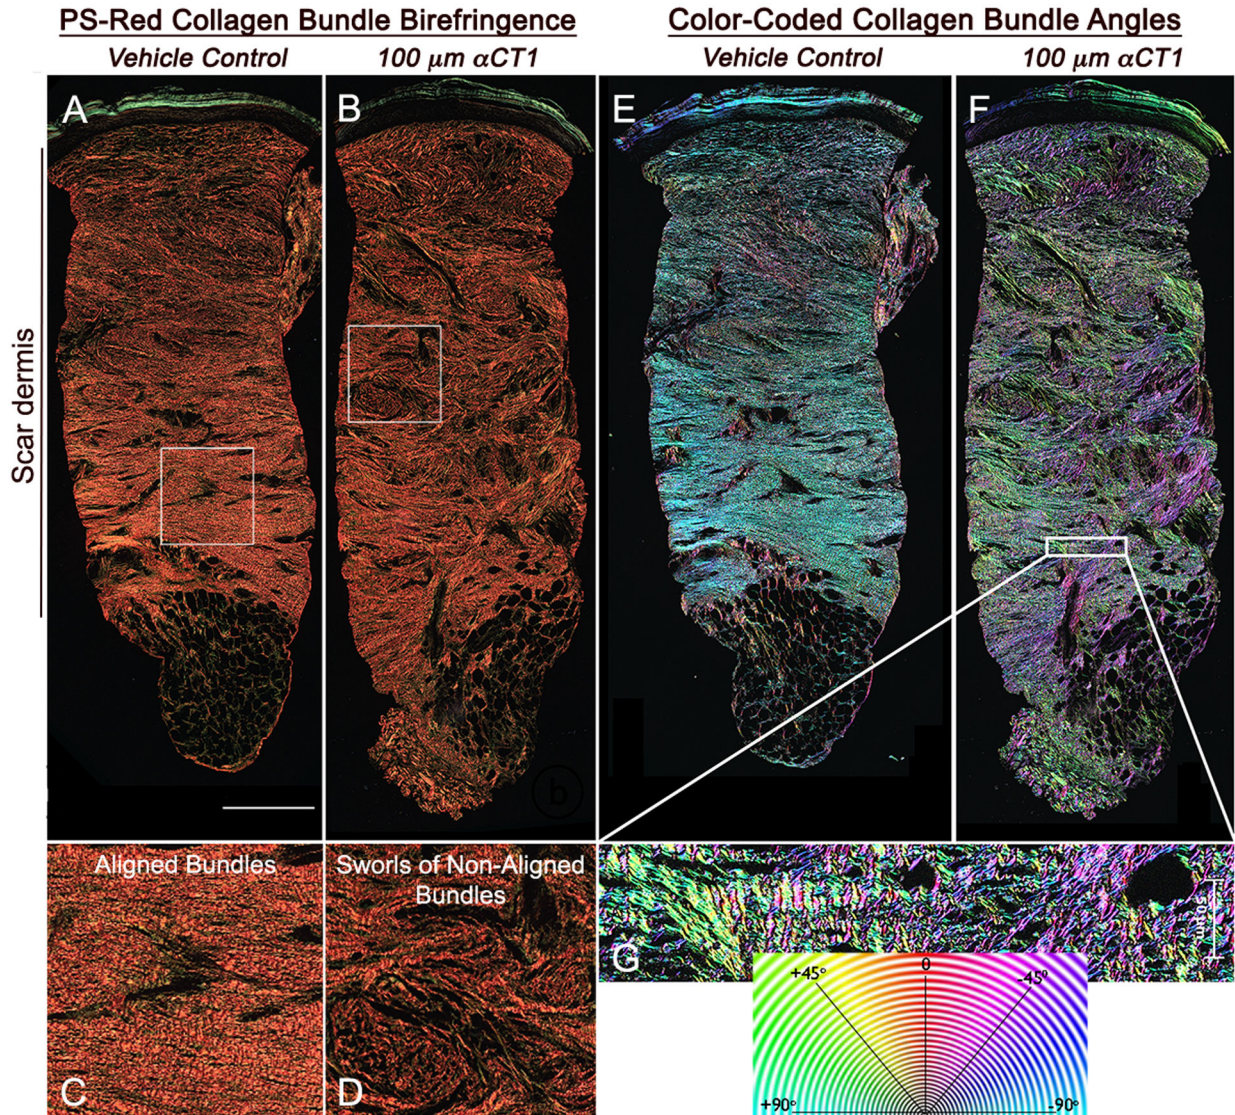 PS-Red Collagen Bundle Birefringence
Color-Coded Collagen Bundle Angles
Vehicle Control
100 μm αCT1
Vehicle Control
100 μm αCT1
A
B
E
F
Scar dermis
b
Aligned Bundles
Sworls of Non-Aligned
Bundles
C
D
G
50μm
+45°
0
-45°
+90°
-90°